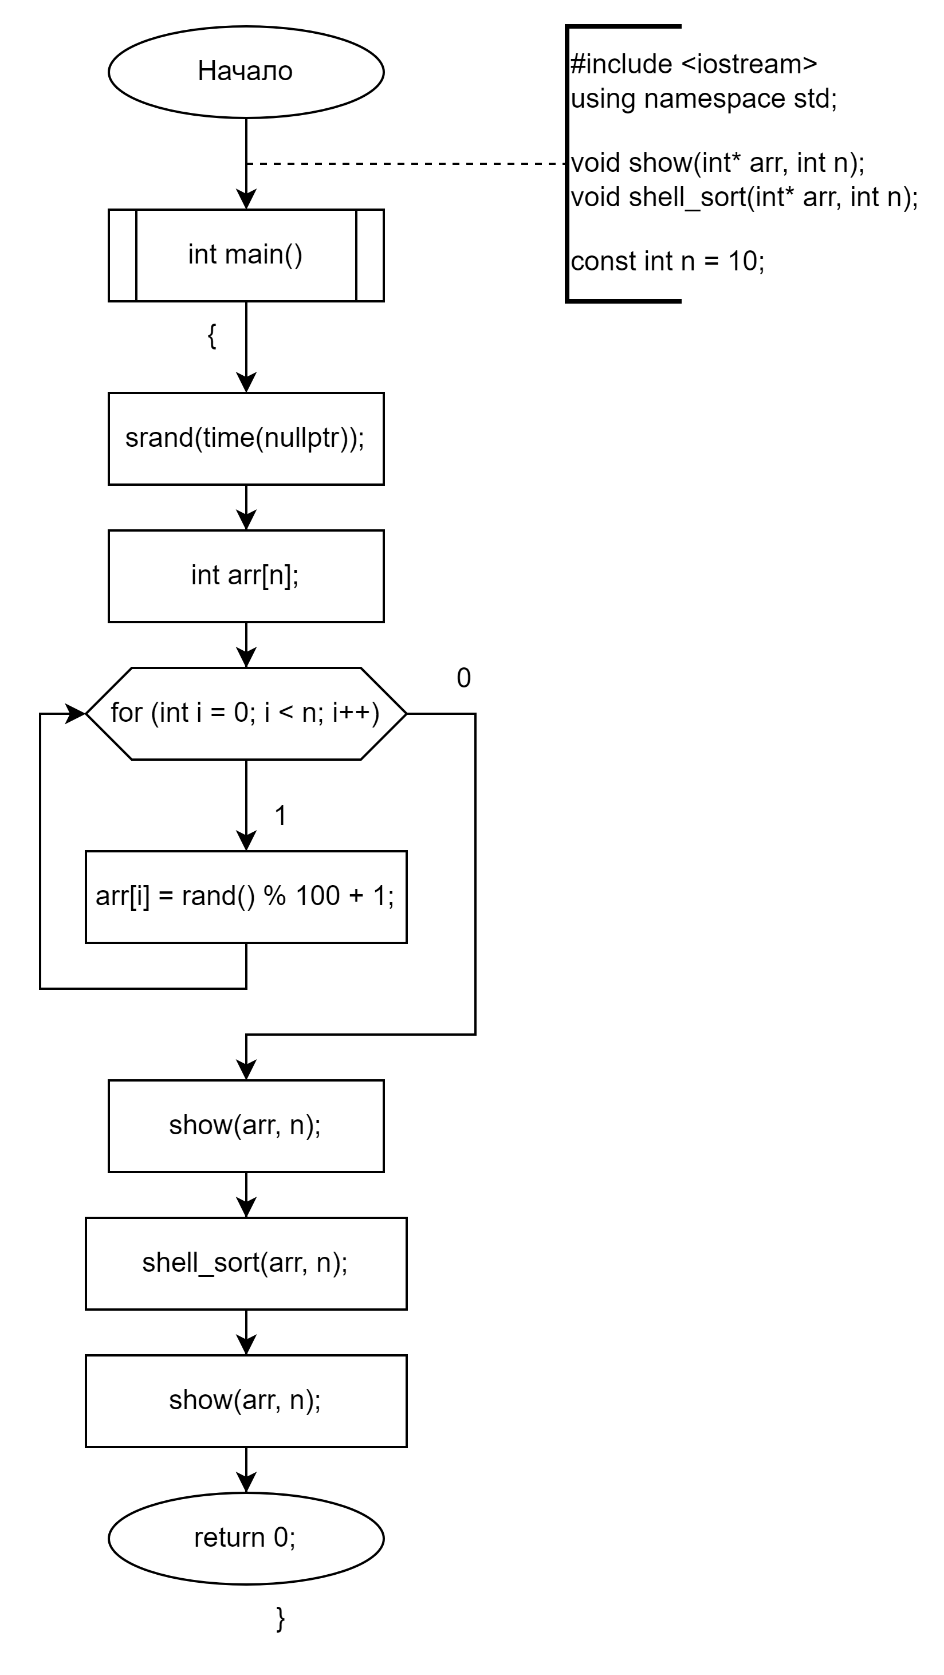 Начало
#include <iostream>
using namespace std;
void show(int* arr, int n);
void shell_sort(int* arr, int n);
const int n = 10;
int main()
{
srand(time(nullptr));
int arr[n];
0
for (int i = 0; i < n; i++)
1
arr[i] = rand() % 100 + 1;
show(arr, n);
shell_sort(arr, n);
show(arr, n);
return 0;
}